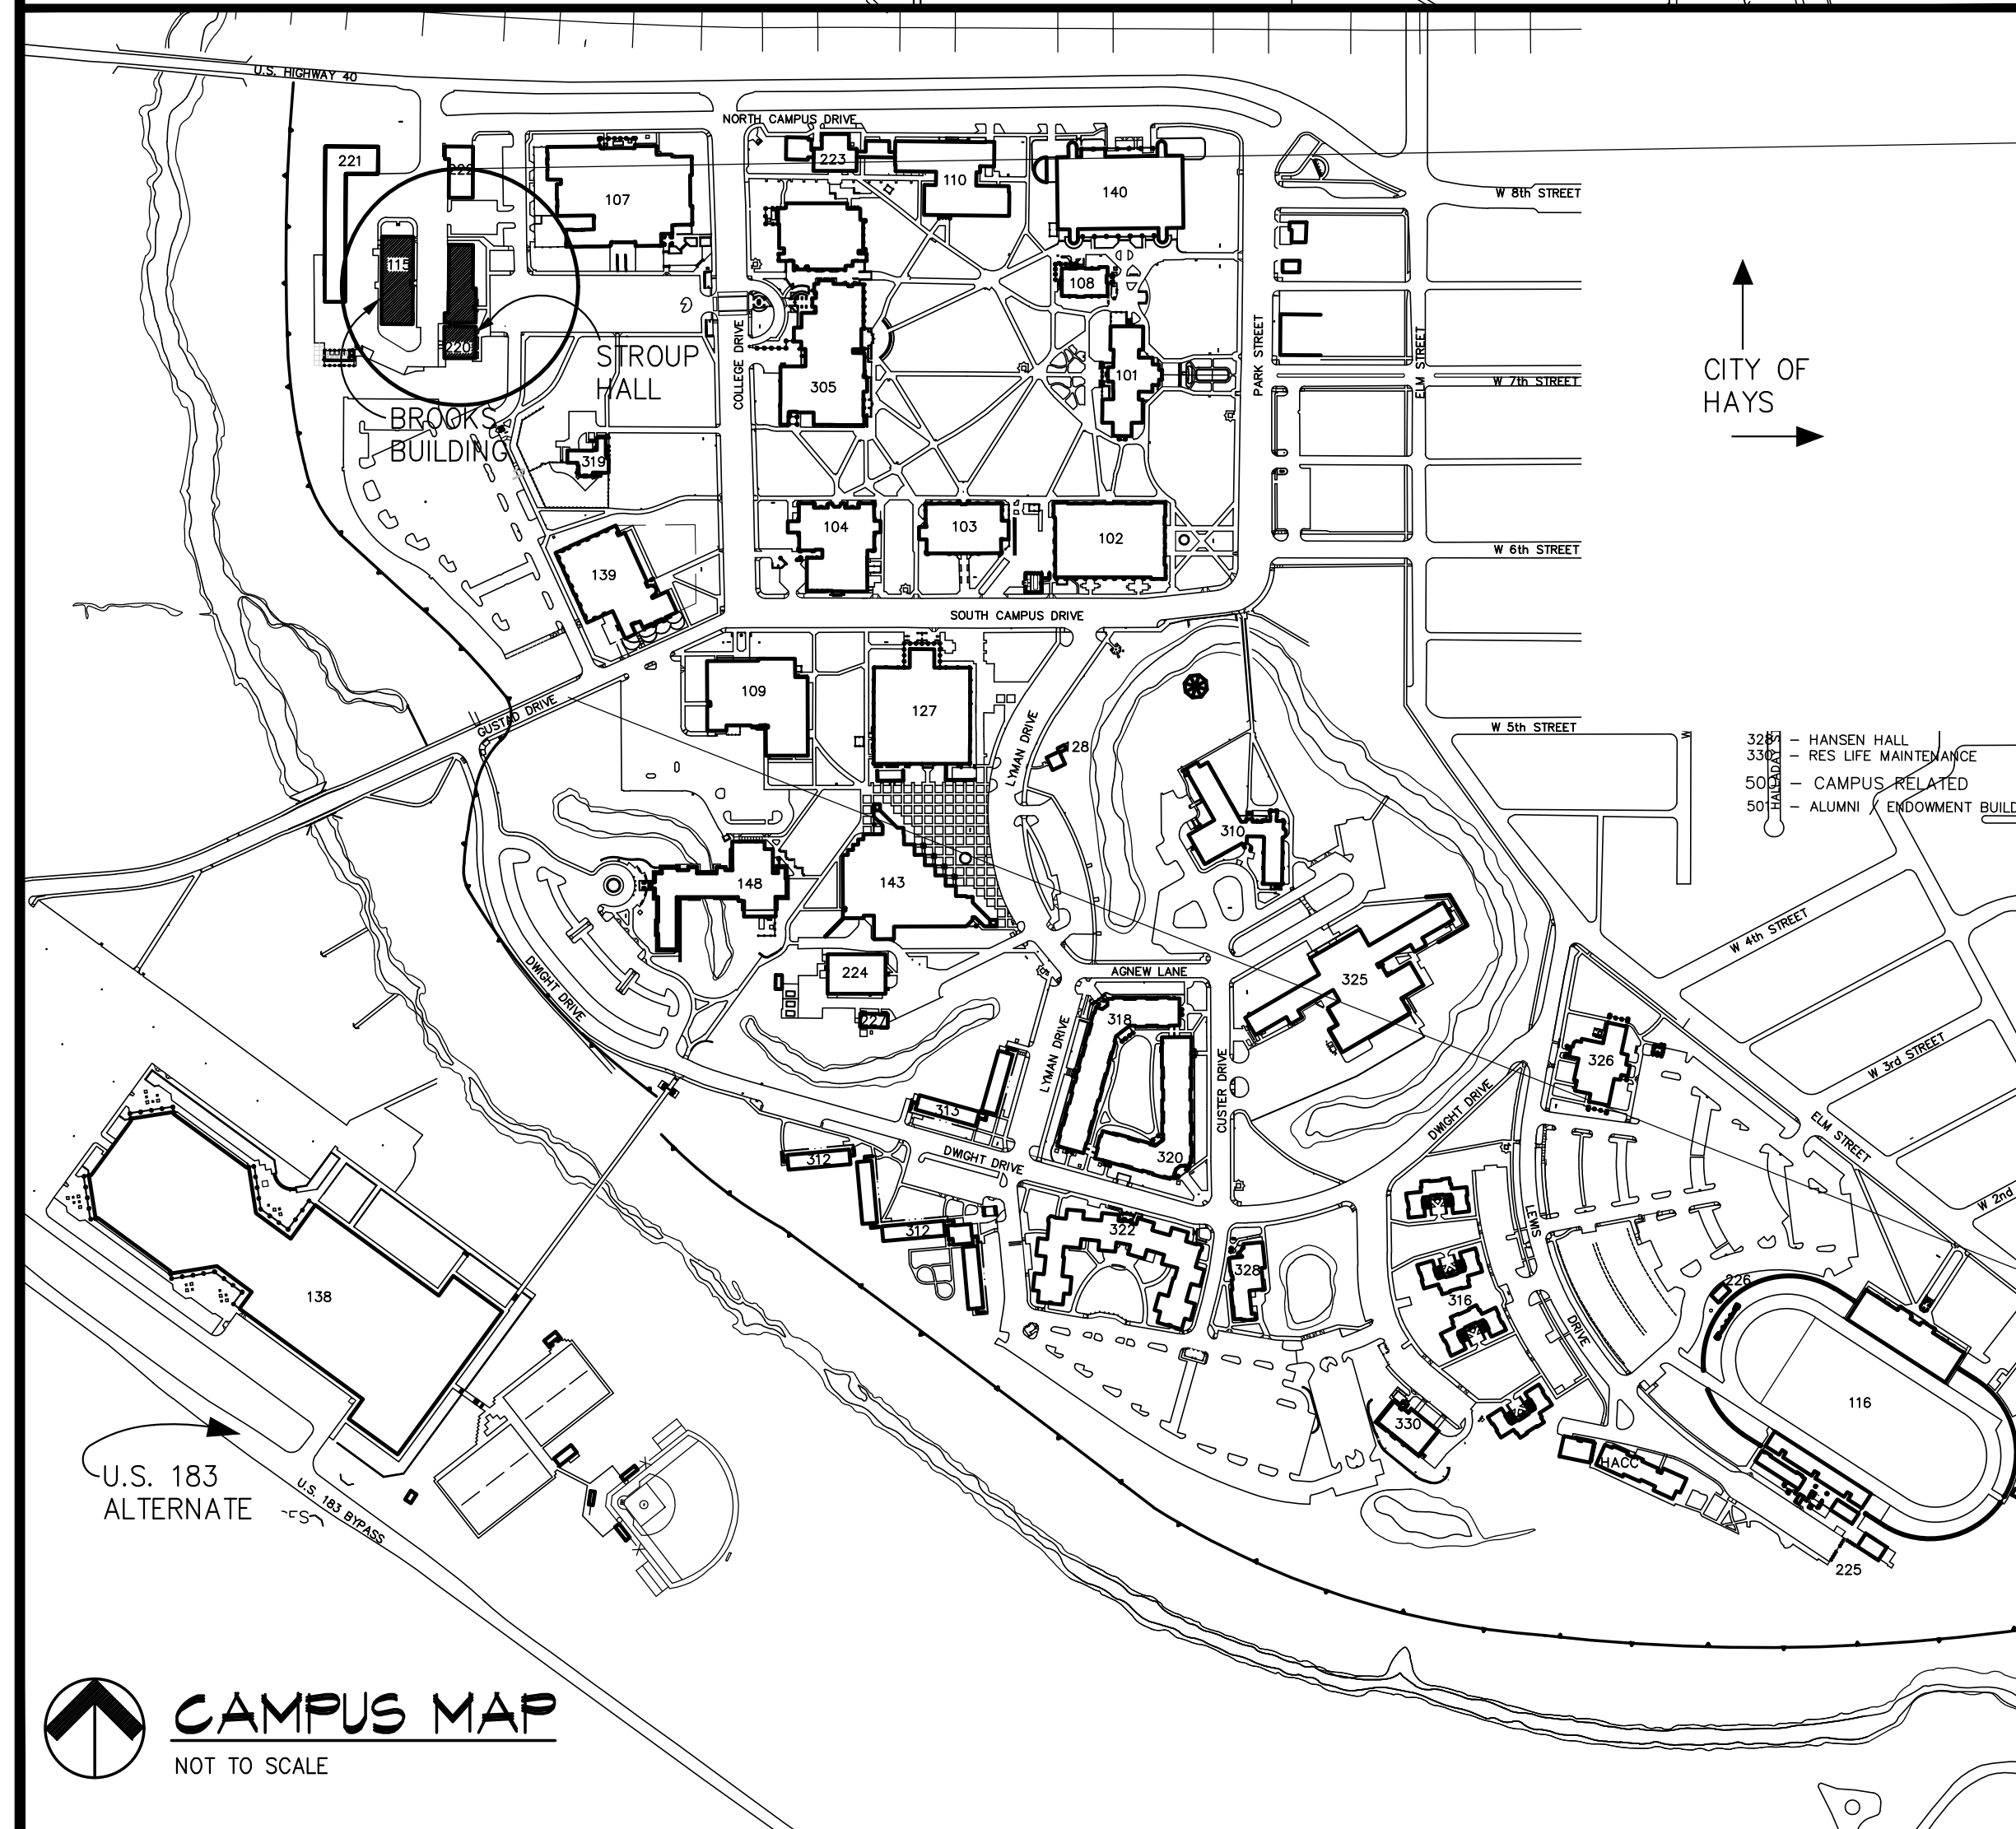 U.S. HIGHWAY 40
NORTH CAMPUS DRIVE
221
222
107
223
110
140
W 8th STREET
115
108
220
STROUP
HALL
COLLEGE DRIVE
305
101
PARK STREET
ELM STREET
W 7th STREET
CITY OF
HAYS
BROOKS
BUILDING
319
104
103
102
W 6th STREET
139
SOUTH CAMPUS DRIVE
109
127
GUSTAD DRIVE
LYMAN DRIVE
128
W 5th STREET
W
HALLADAY
328 - HANSEN HALL
330 - RES LIFE MAINTENANCE
500 - CAMPUS RELATED
501 - ALUMNI / ENDOWMENT BUILD
310
148
143
W 4th STREET
DWIGHT DRIVE
224
AGNEW LANE
325
227
318
LYMAN DRIVE
CUSTER DRIVE
326
W 3rd STREET
313
DWIGHT DRIVE
ELM STREET
312
DWIGHT DRIVE
320
W 2nd
312
322
LEWIS
DRIVE
328
316
226
138
116
330
HACC
U.S. 183
ALTERNATE
U.S. 183 BYPASS
225
CAMPUS MAP
NOT TO SCALE